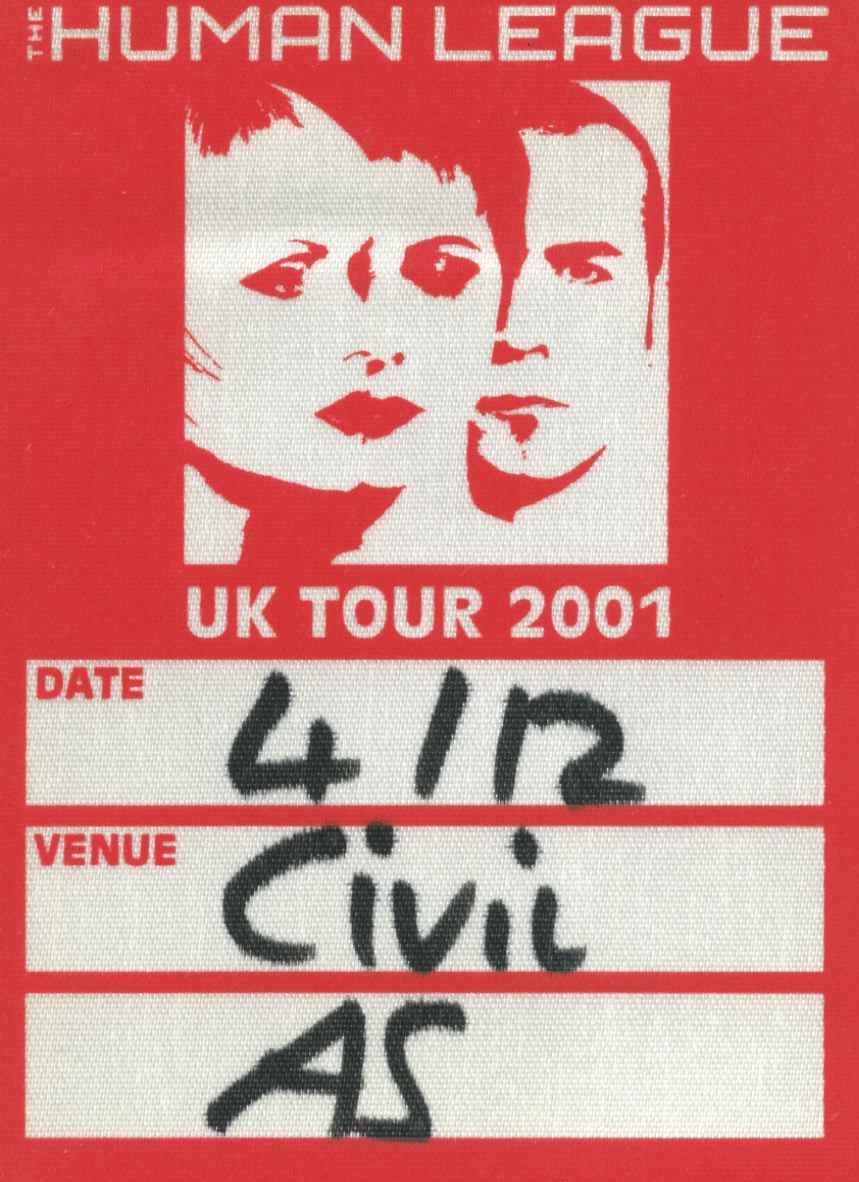 THE HUMAN LEAGUE
UK TOUR 2001
DATE
4/12
VENUE
Civil
AS